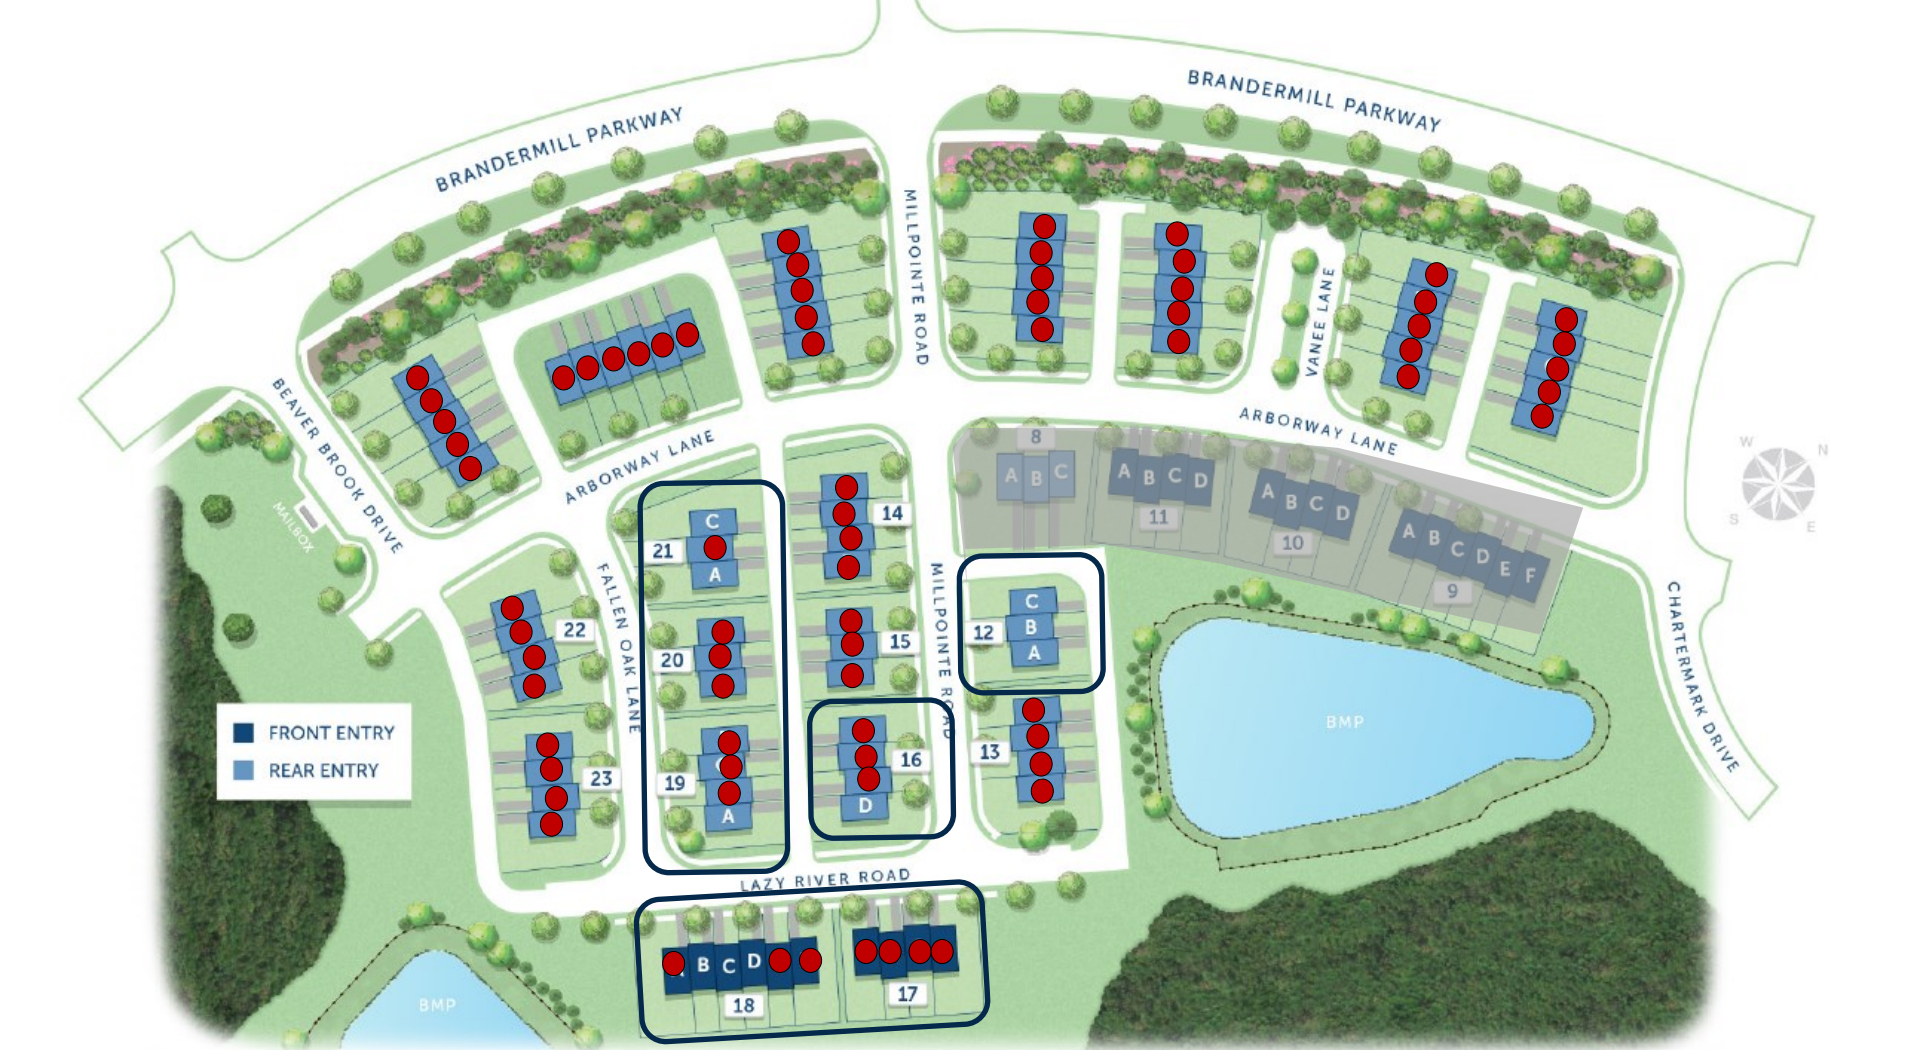 BRANDERMILL PARKWAY
BRANDERMILL PARKWAY
MILLPOINTE ROAD
VANEE LANE
BEAVER BROOK DRIVE
ARBORWAY LANE
ARBORWAY LANE
MAILBOX
W
N
S
E
8
A B C
A B C D
11
A B C D
10
A B C D E F
9
CHARTERMARK DRIVE
14
C
21
A
FALLEN OAK LANE
MILLPOINTE ROAD
C
12
B
A
22
20
15
BMP
FRONT ENTRY
REAR ENTRY
23
19
A
16
D
13
LAZY RIVER ROAD
B C D
18
17
BMP